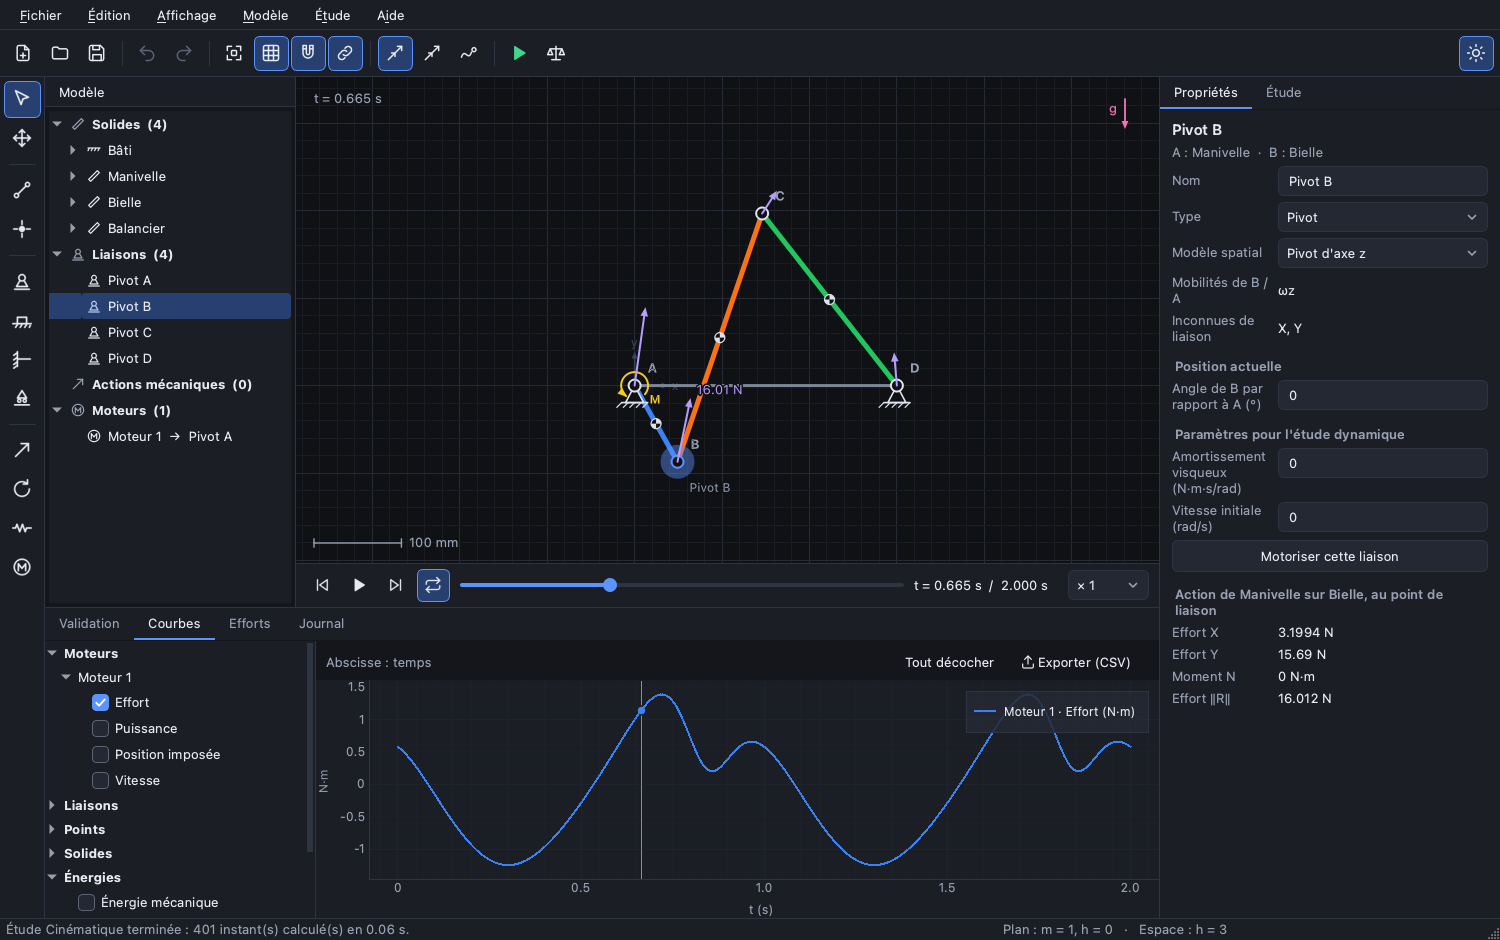 Fichier Édition Affichage Modèle Étude Aide
Modèle
Solides (4)
Bâti
Manivelle
Bielle
Balancier
Liaisons (4)
Pivot A
Pivot B
Pivot C
Pivot D
Actions mécaniques (0)
Moteurs (1)
Moteur 1 → Pivot A
t = 0.665 s
g
C
y
A
x
D
16.01 N
M
B
Pivot B
100 mm
t = 0.665 s / 2.000 s
× 1
Propriétés Étude
Pivot B
A : Manivelle · B : Bielle
Nom Pivot B
Type Pivot
Modèle spatial Pivot d'axe z
Mobilités de B /
A
ωz
Inconnues de
liaison
X, Y
Position actuelle
Angle de B par
rapport à A (°)
0
Paramètres pour l'étude dynamique
Amortissement
visqueux
(N·m·s/rad)
0
Vitesse initiale
(rad/s)
0
Motoriser cette liaison
Action de Manivelle sur Bielle, au point de
liaison
Effort X 3.1994 N
Effort Y 15.69 N
Moment N 0 N·m
Effort ‖R‖ 16.012 N
Validation Courbes Efforts Journal
Moteurs
Moteur 1
Effort
Puissance
Position imposée
Vitesse
Liaisons
Points
Solides
Énergies
Énergie mécanique
Abscisse : temps
Tout décocher
Exporter (CSV)
Moteur 1 · Effort (N·m)
1.5
1
0.5
0
-0.5
-1
N·m
0 0.5 1.0 1.5 2.0
t (s)
Étude Cinématique terminée : 401 instant(s) calculé(s) en 0.06 s.
Plan : m = 1, h = 0 · Espace : h = 3